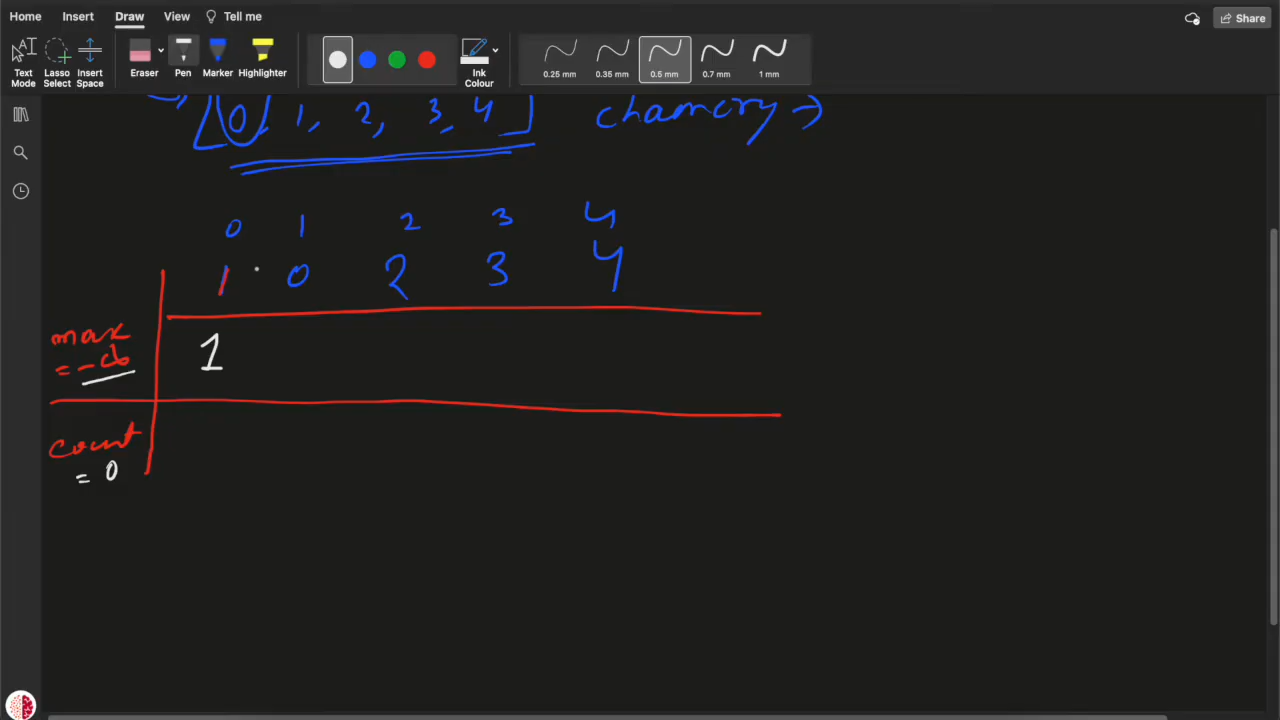 Home Insert Draw View Tell me Share
Text Mode Lasso Select Insert Space Eraser Pen Marker Highlighter Ink Colour 0.25 mm 0.35 mm 0.5 mm 0.7 mm 1 mm
[0, 1, 2, 3, 4]
0 1 2 3 4
1 0 2 3 4
max = -∞ 1
count = 0